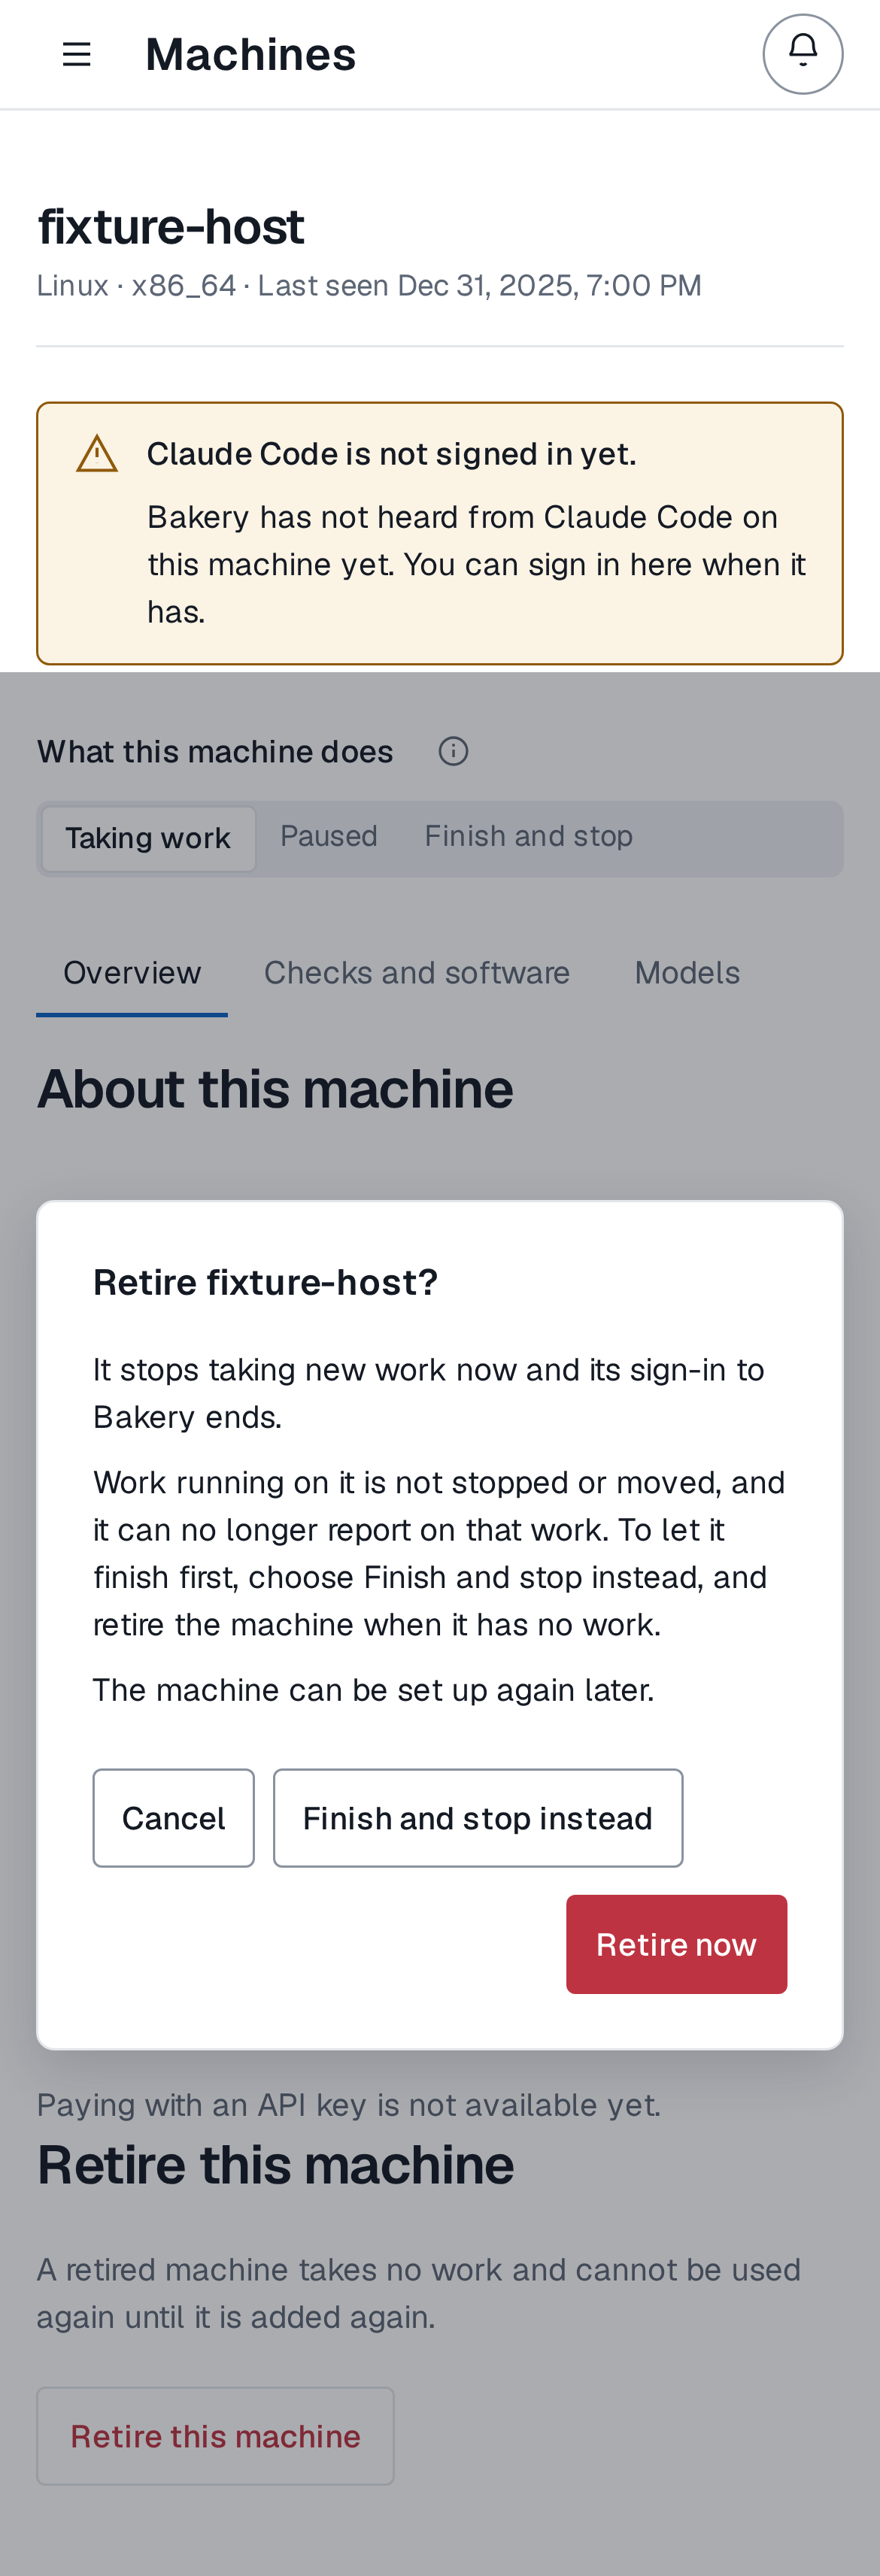 Machines
fixture-host
Linux · x86_64 · Last seen Dec 31, 2025, 7:00 PM
Claude Code is not signed in yet.
Bakery has not heard from Claude Code on
this machine yet. You can sign in here when it
has.
What this machine does
Taking work
Paused
Finish and stop
Overview
Checks and software
Models
About this machine
Retire fixture-host?
It stops taking new work now and its sign-in to
Bakery ends.
Work running on it is not stopped or moved, and
it can no longer report on that work. To let it
finish first, choose Finish and stop instead, and
retire the machine when it has no work.
The machine can be set up again later.
Cancel
Finish and stop instead
Retire now
Paying with an API key is not available yet.
Retire this machine
A retired machine takes no work and cannot be used
again until it is added again.
Retire this machine